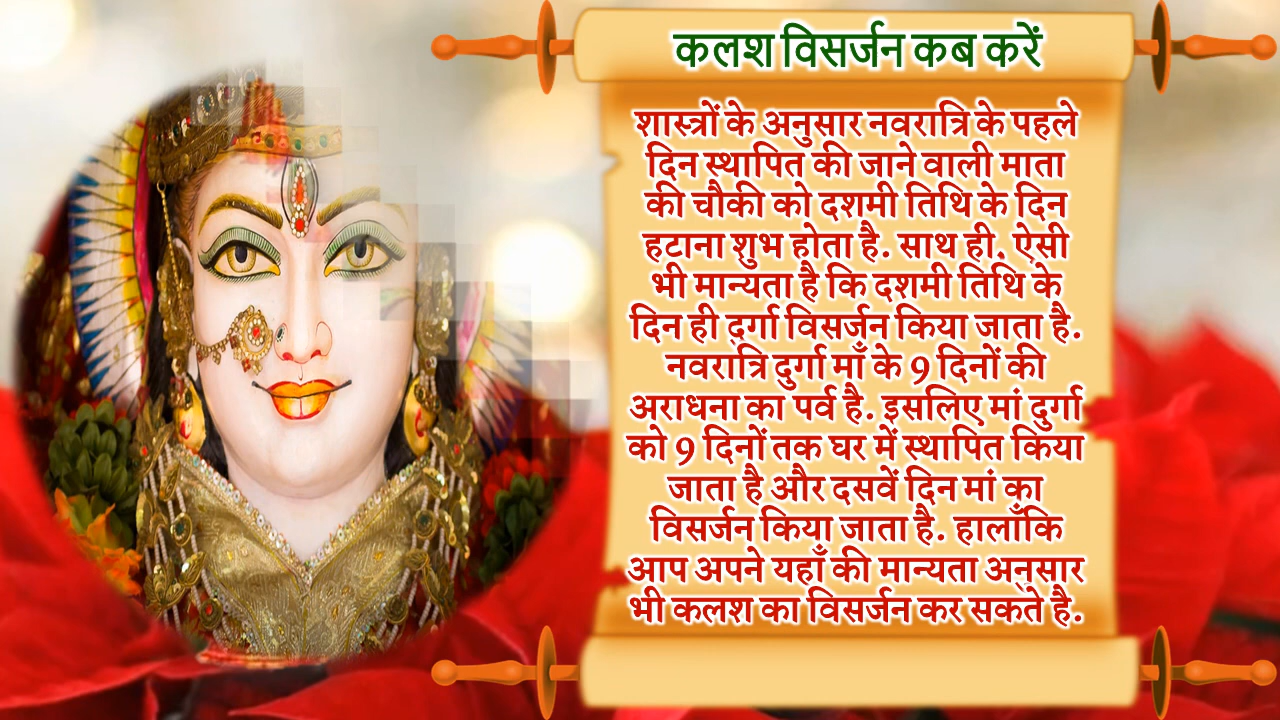 कलश विसर्जन कब करें
शास्त्रों के अनुसार नवरात्रि के पहले
दिन स्थापित की जाने वाली माता
की चौकी को दशमी तिथि के दिन
हटाना शुभ होता है. साथ ही, ऐसी
भी मान्यता है कि दशमी तिथि के
दिन ही दुर्गा विसर्जन किया जाता है.
नवरात्रि दुर्गा माँ के 9 दिनों की
अराधना का पर्व है. इसलिए मां दुर्गा
को 9 दिनों तक घर में स्थापित किया
जाता है और दसवें दिन मां का
विसर्जन किया जाता है. हालाँकि
आप अपने यहाँ की मान्यता अनुसार
भी कलश का विसर्जन कर सकते है.